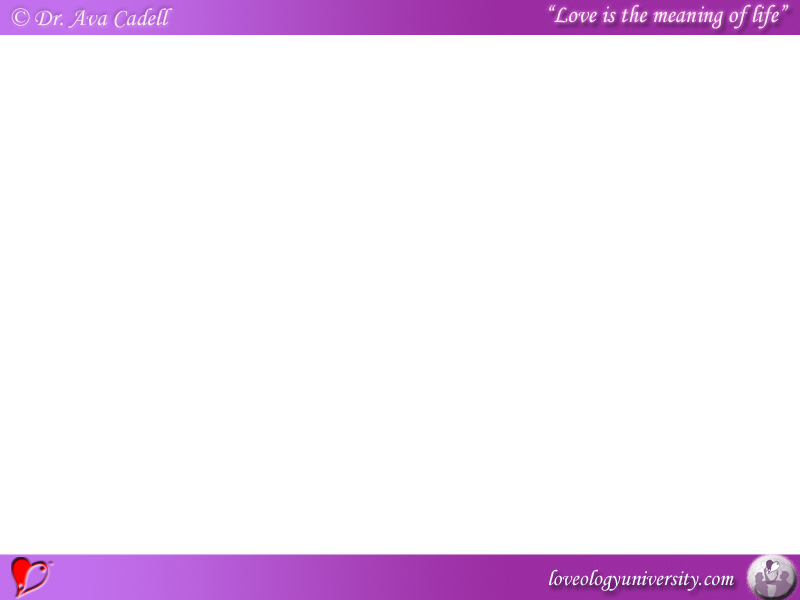 © Dr. Ava Cadell
“Love is the meaning of life”
loveologyuniversity.com